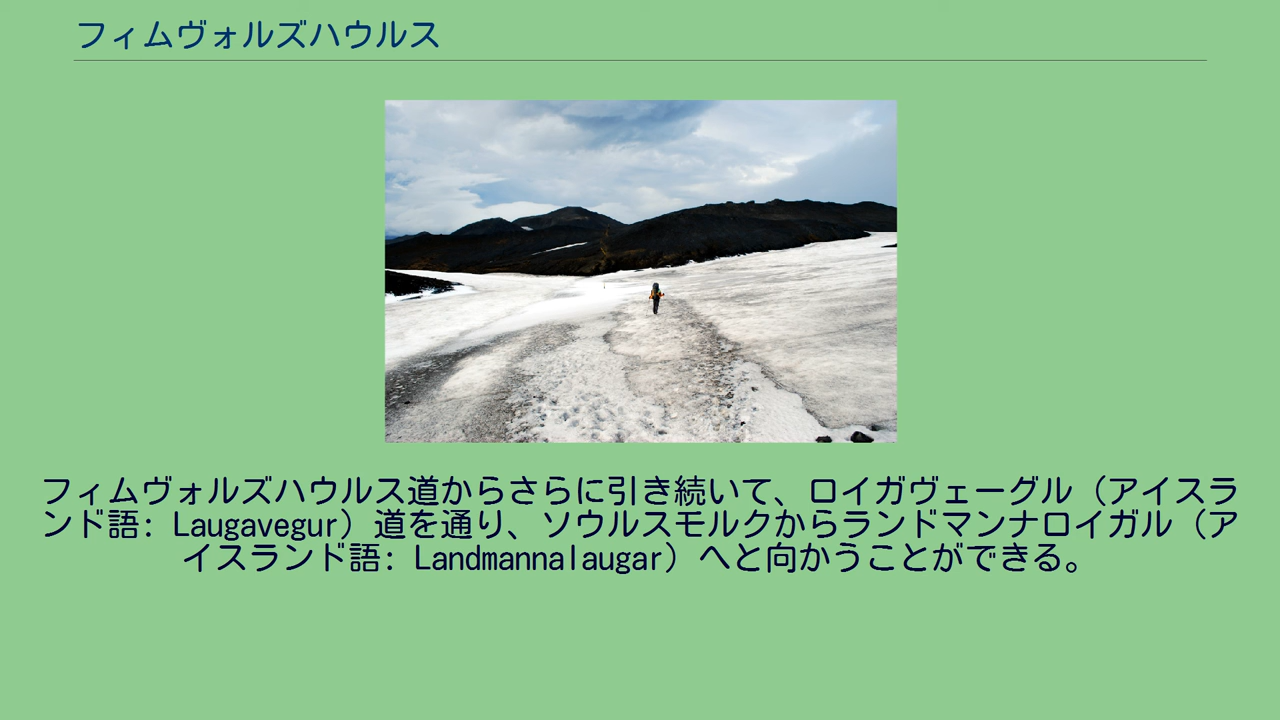 フィムヴォルズハウルス
フィムヴォルズハウルス道からさらに引き続いて、ロイガヴェーグル（アイスラ
ンド語: Laugavegur）道を通り、ソウルスモルクからランドマンナロイガル（ア
イスランド語: Landmannalaugar）へと向かうことができる。